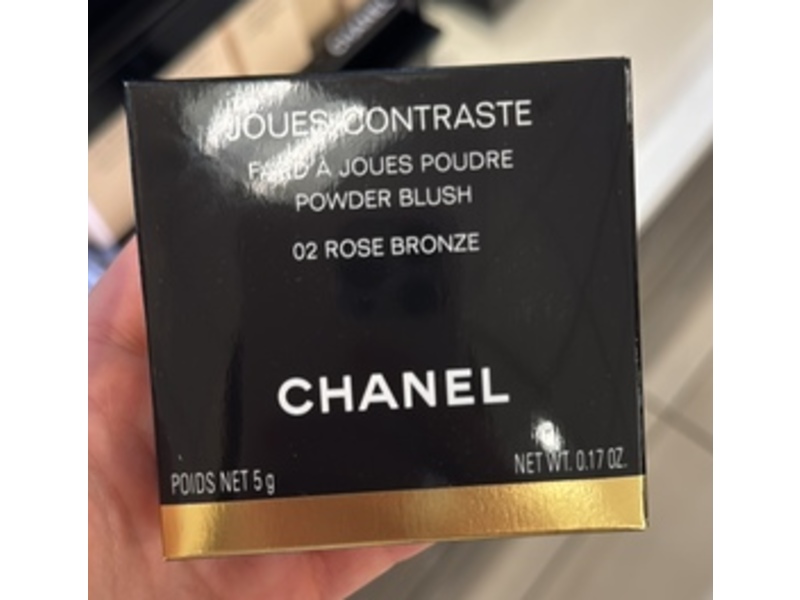 CHANEL
JOUES CONTRASTE
FARD À JOUES POUDRE
POWDER BLUSH
02 ROSE BRONZE
CHANEL
POIDS NET 5 g
NET WT. 0.17 OZ.